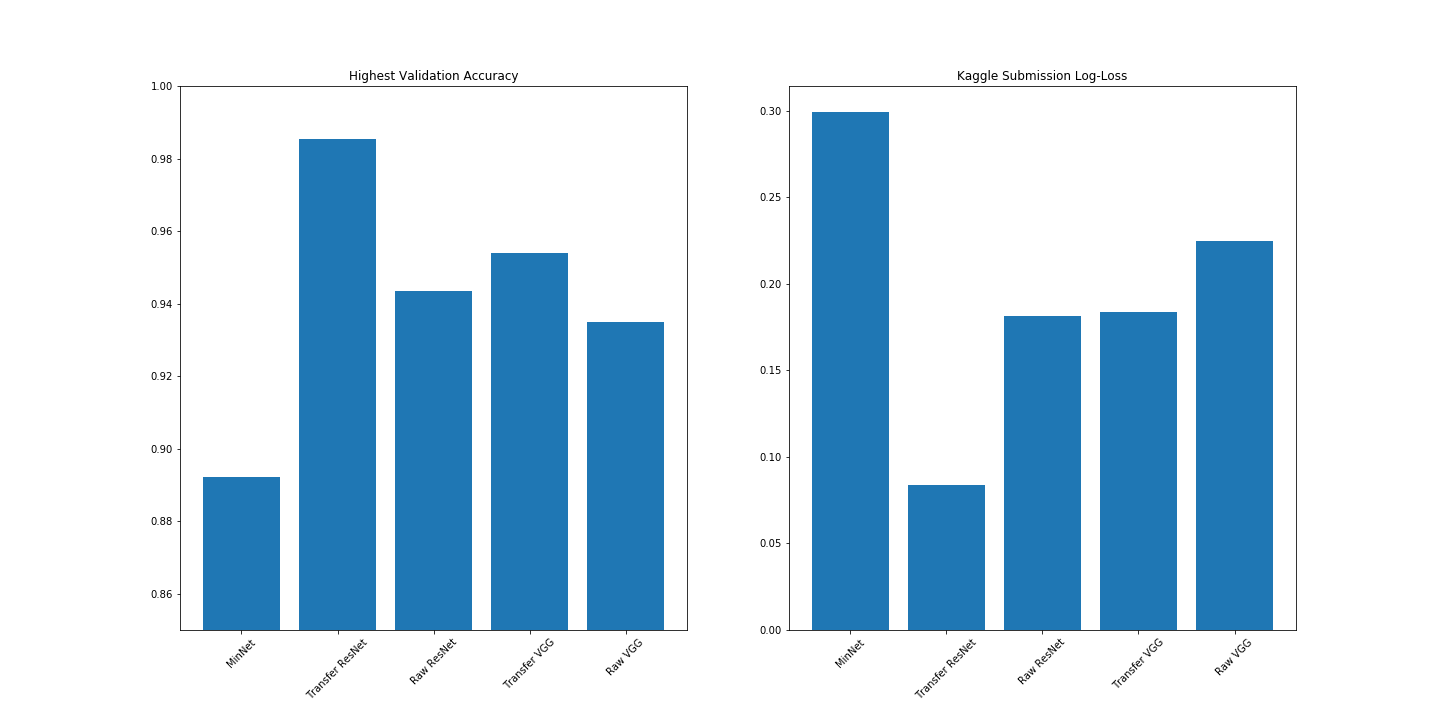 Highest Validation Accuracy
1.00
0.98
0.96
0.94
0.92
0.90
0.88
0.86
MinNet
Transfer ResNet
Raw ResNet
Transfer VGG
Raw VGG
Kaggle Submission Log-Loss
0.30
0.25
0.20
0.15
0.10
0.05
0.00
MinNet
Transfer ResNet
Raw ResNet
Transfer VGG
Raw VGG